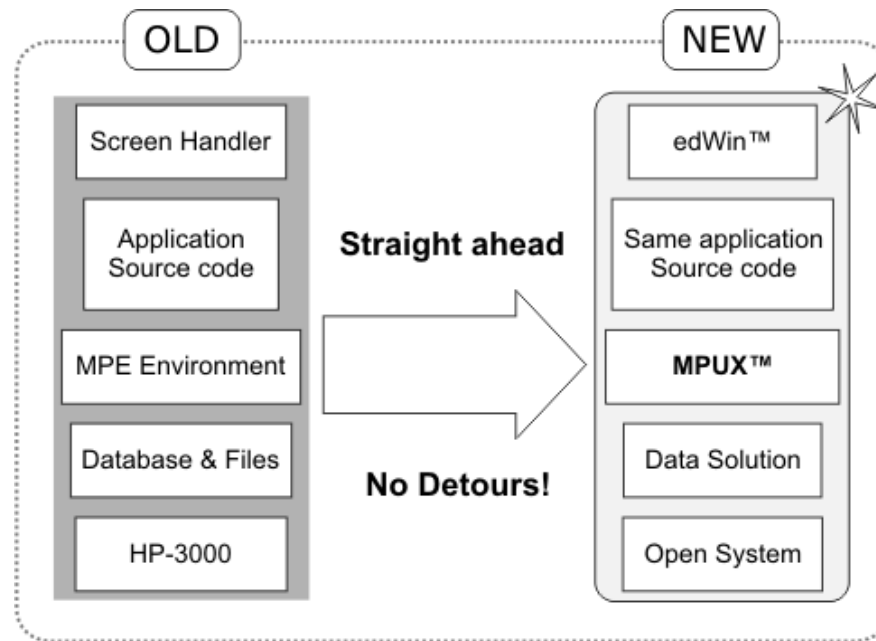 OLD
NEW
Screen Handler
Application
Source code
MPE Environment
Database & Files
HP-3000
Straight ahead
No Detours!
edWin™
Same application
Source code
MPUX™
Data Solution
Open System